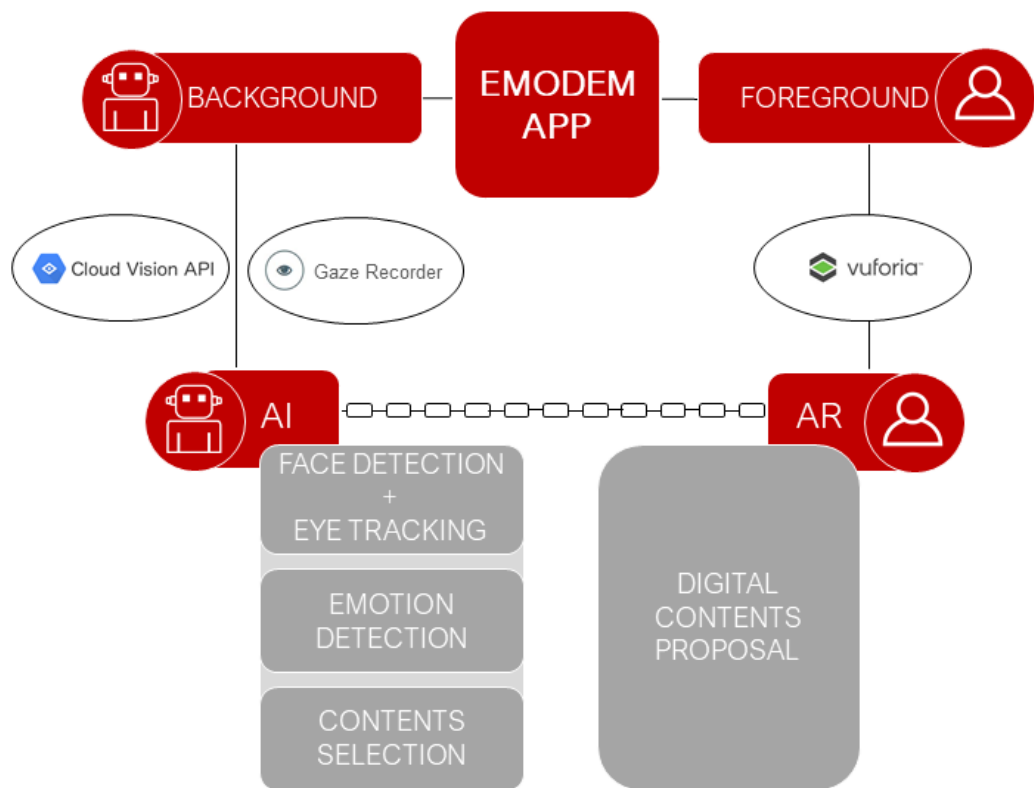 BACKGROUND
EMODEM
APP
FOREGROUND
Cloud Vision API
Gaze Recorder
vuforia™
AI
AR
FACE DETECTION
+
EYE TRACKING
EMOTION
DETECTION
CONTENTS
SELECTION
DIGITAL
CONTENTS
PROPOSAL